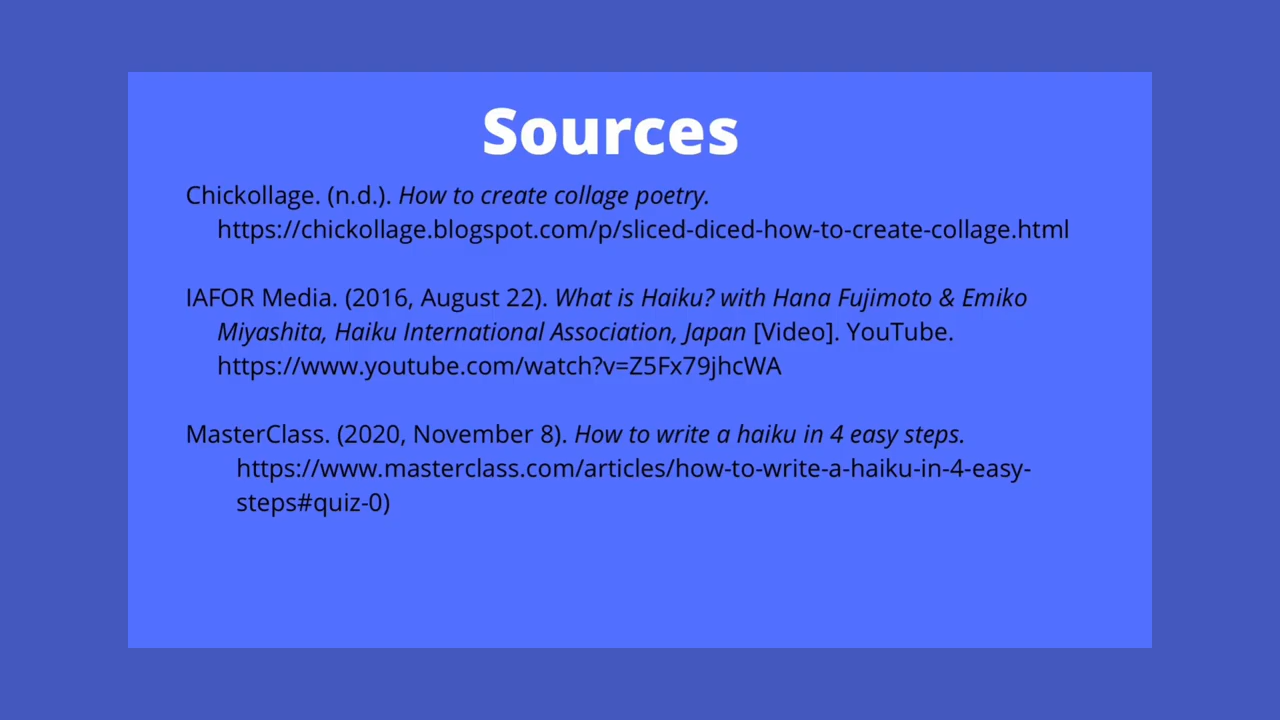 Sources
Chickollage. (n.d.). How to create collage poetry.
https://chickollage.blogspot.com/p/sliced-diced-how-to-create-collage.html
IAFOR Media. (2016, August 22). What is Haiku? with Hana Fujimoto & Emiko
Miyashita, Haiku International Association, Japan [Video]. YouTube.
https://www.youtube.com/watch?v=Z5Fx79jhcWA
MasterClass. (2020, November 8). How to write a haiku in 4 easy steps.
https://www.masterclass.com/articles/how-to-write-a-haiku-in-4-easy-
steps#quiz-0)